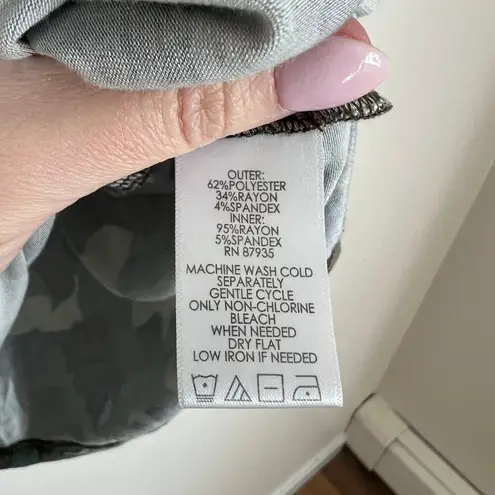 OUTER:
62%POLYESTER
34%RAYON
4%SPANDEX
INNER:
95%RAYON
5%SPANDEX
RN 87935
MACHINE WASH COLD
SEPARATELY
GENTLE CYCLE
ONLY NON-CHLORINE
BLEACH
WHEN NEEDED
DRY FLAT
LOW IRON IF NEEDED